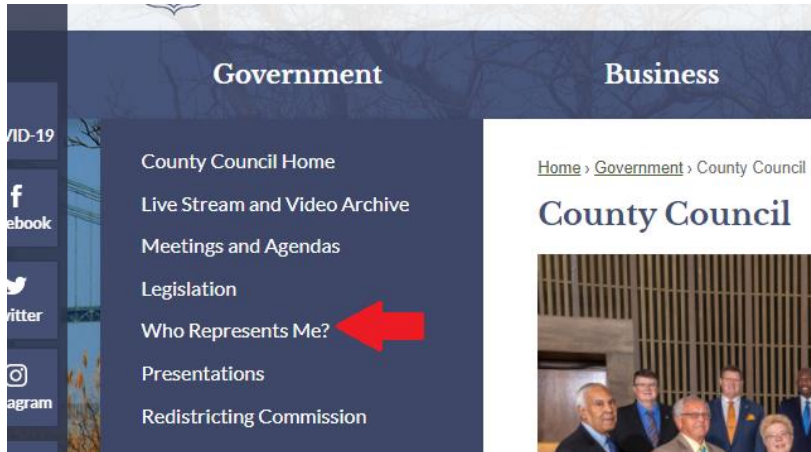 Government
Business
VID-19
ebook
itter
agram
County Council Home
Live Stream and Video Archive
Meetings and Agendas
Legislation
Who Represents Me?
Presentations
Redistricting Commission
Home › Government › County Council
County Council